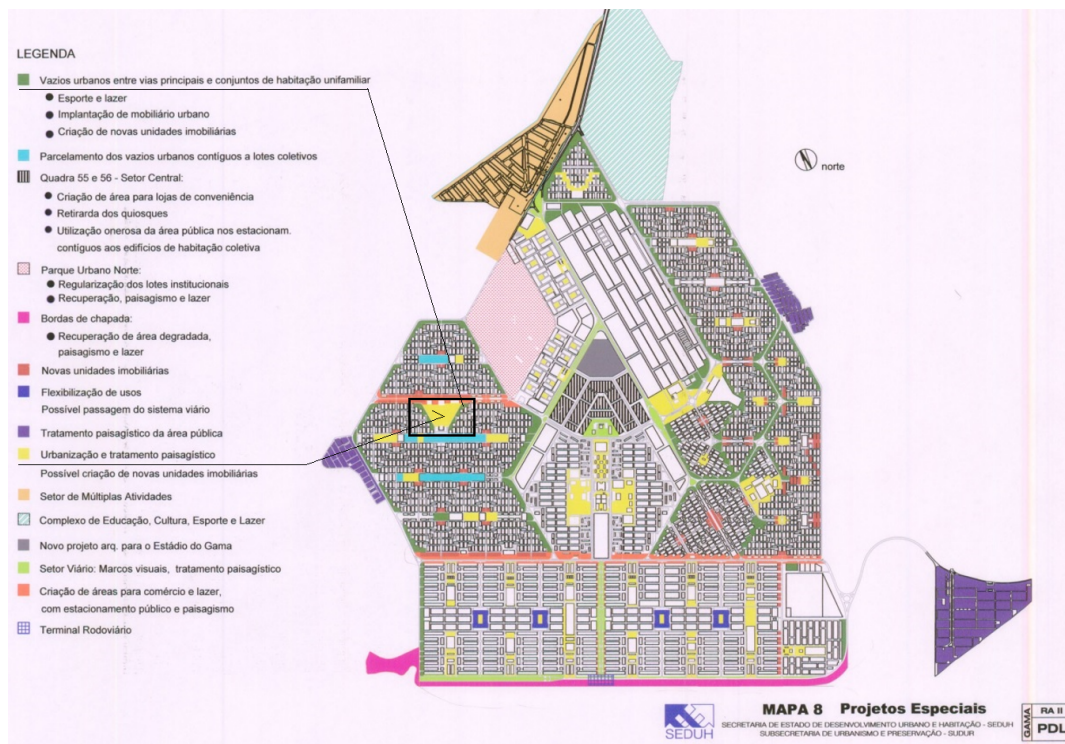 LEGENDA
Vazios urbanos entre vias principais e conjuntos de habitação unifamiliar
Esporte e lazer
Implantação de mobiliário urbano
Criação de novas unidades imobiliárias
Parcelamento dos vazios urbanos contíguos a lotes coletivos
Quadra 55 e 56 - Setor Central:
Criação de área para lojas de conveniência
Retirarda dos quiosques
Utilização onerosa da área pública nos estacionam.
contíguos aos edifícios de habitação coletiva
Parque Urbano Norte:
Regularização dos lotes institucionais
Recuperação, paisagismo e lazer
Bordas de chapada:
Recuperação de área degradada,
paisagismo e lazer
Novas unidades imobiliárias
Flexibilização de usos
Possível passagem do sistema viário
Tratamento paisagístico da área pública
Urbanização e tratamento paisagístico
Possível criação de novas unidades imobiliárias
Setor de Múltiplas Atividades
Complexo de Educação, Cultura, Esporte e Lazer
Novo projeto arq. para o Estádio do Gama
Setor Viário: Marcos visuais, tratamento paisagístico
Criação de áreas para comércio e lazer,
com estacionamento público e paisagismo
Terminal Rodoviário
norte
SEDUH
MAPA 8 Projetos Especiais
SECRETARIA DE ESTADO DE DESENVOLVIMENTO URBANO E HABITAÇÃO - SEDUH
SUBSECRETARIA DE URBANISMO E PRESERVAÇÃO - SUDUR
GAMA
RA II
PDL